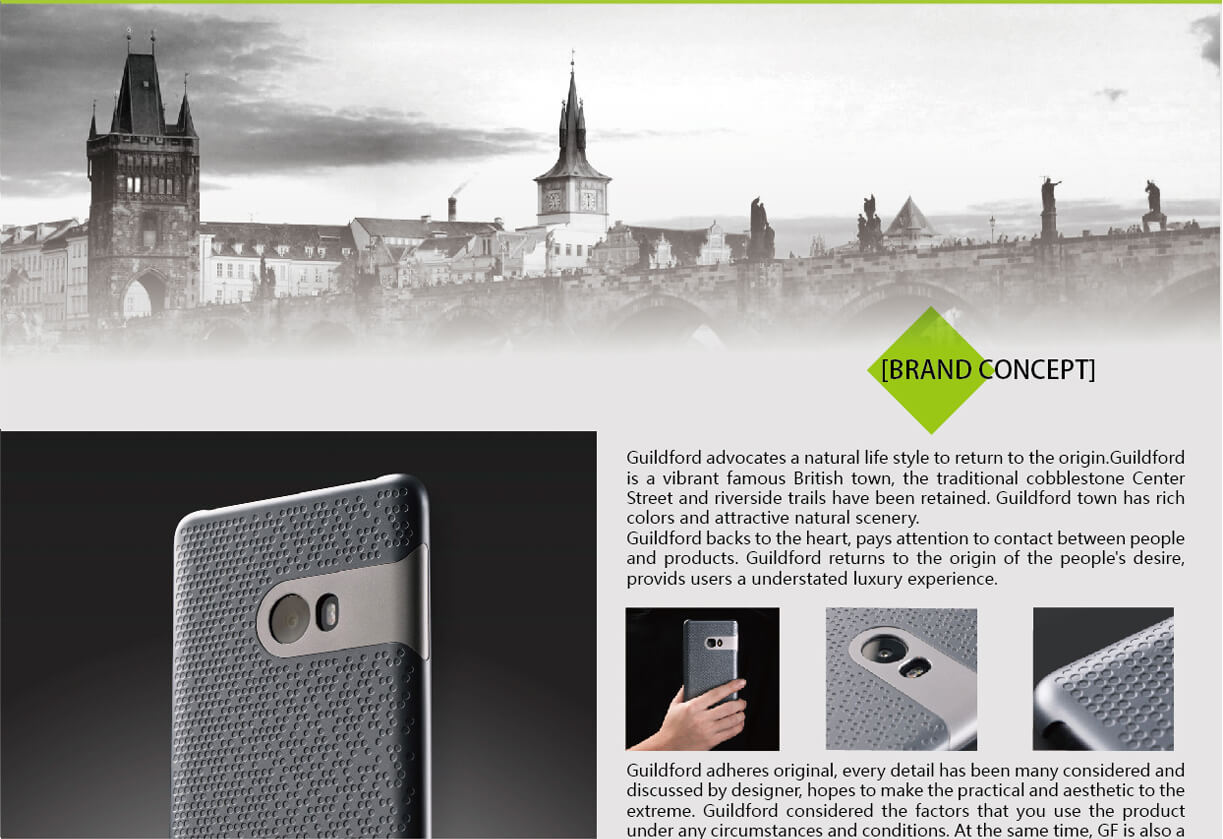 [BRAND CONCEPT]
Guildford advocates a natural life style to return to the origin.Guildford
is a vibrant famous British town, the traditional cobblestone Center
Street and riverside trails have been retained. Guildford town has rich
colors and attractive natural scenery.
Guildford backs to the heart, pays attention to contact between people
and products. Guildford returns to the origin of the people's desire,
provids users a understated luxury experience.
Guildford adheres original, every detail has been many considered and
discussed by designer, hopes to make the practical and aesthetic to the
extreme. Guildford considered the factors that you use the product
under any circumstances and conditions. At the same time, GF is also a